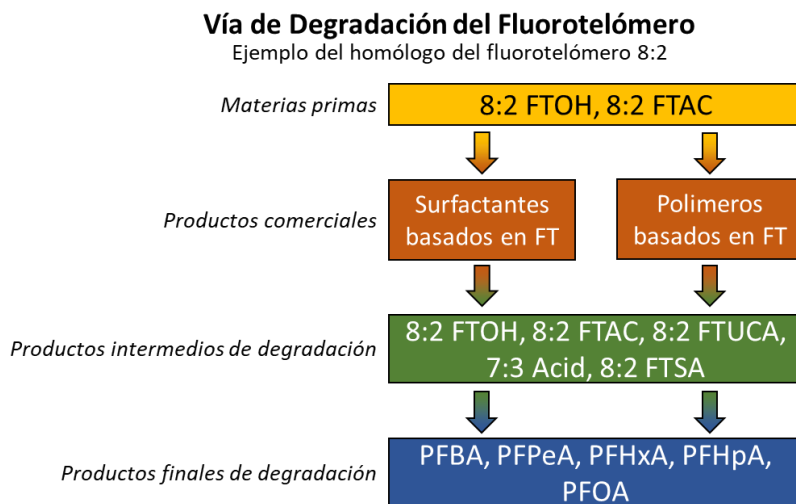 Vía de Degradación del Fluorotelómero
Ejemplo del homólogo del fluorotelómero 8:2
Materias primas
8:2 FTOH, 8:2 FTAC
Productos comerciales
Surfactantes
basados en FT
Polimeros
basados en FT
Productos intermedios de degradación
8:2 FTOH, 8:2 FTAC, 8:2 FTUCA,
7:3 Acid, 8:2 FTSA
Productos finales de degradación
PFBA, PFPeA, PFHxA, PFHpA,
PFOA